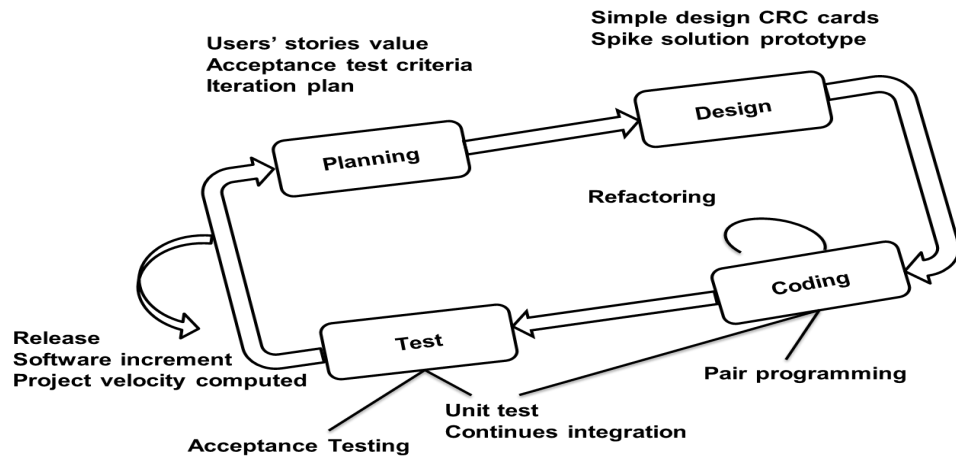 Simple design CRC cards
Spike solution prototype
Users’ stories value
Acceptance test criteria
Iteration plan
Design
Planning
Refactoring
Coding
Test
Release
Software increment
Project velocity computed
Pair programming
Unit test
Continues integration
Acceptance Testing